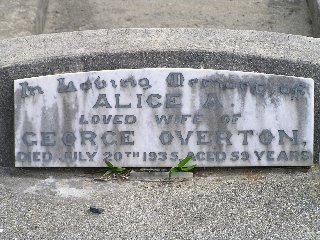 In Loving Memory of
ALICE A.
LOVED WIFE OF
GEORGE OVERTON,
DIED JULY 20TH 1935, AGED 59 YEARS